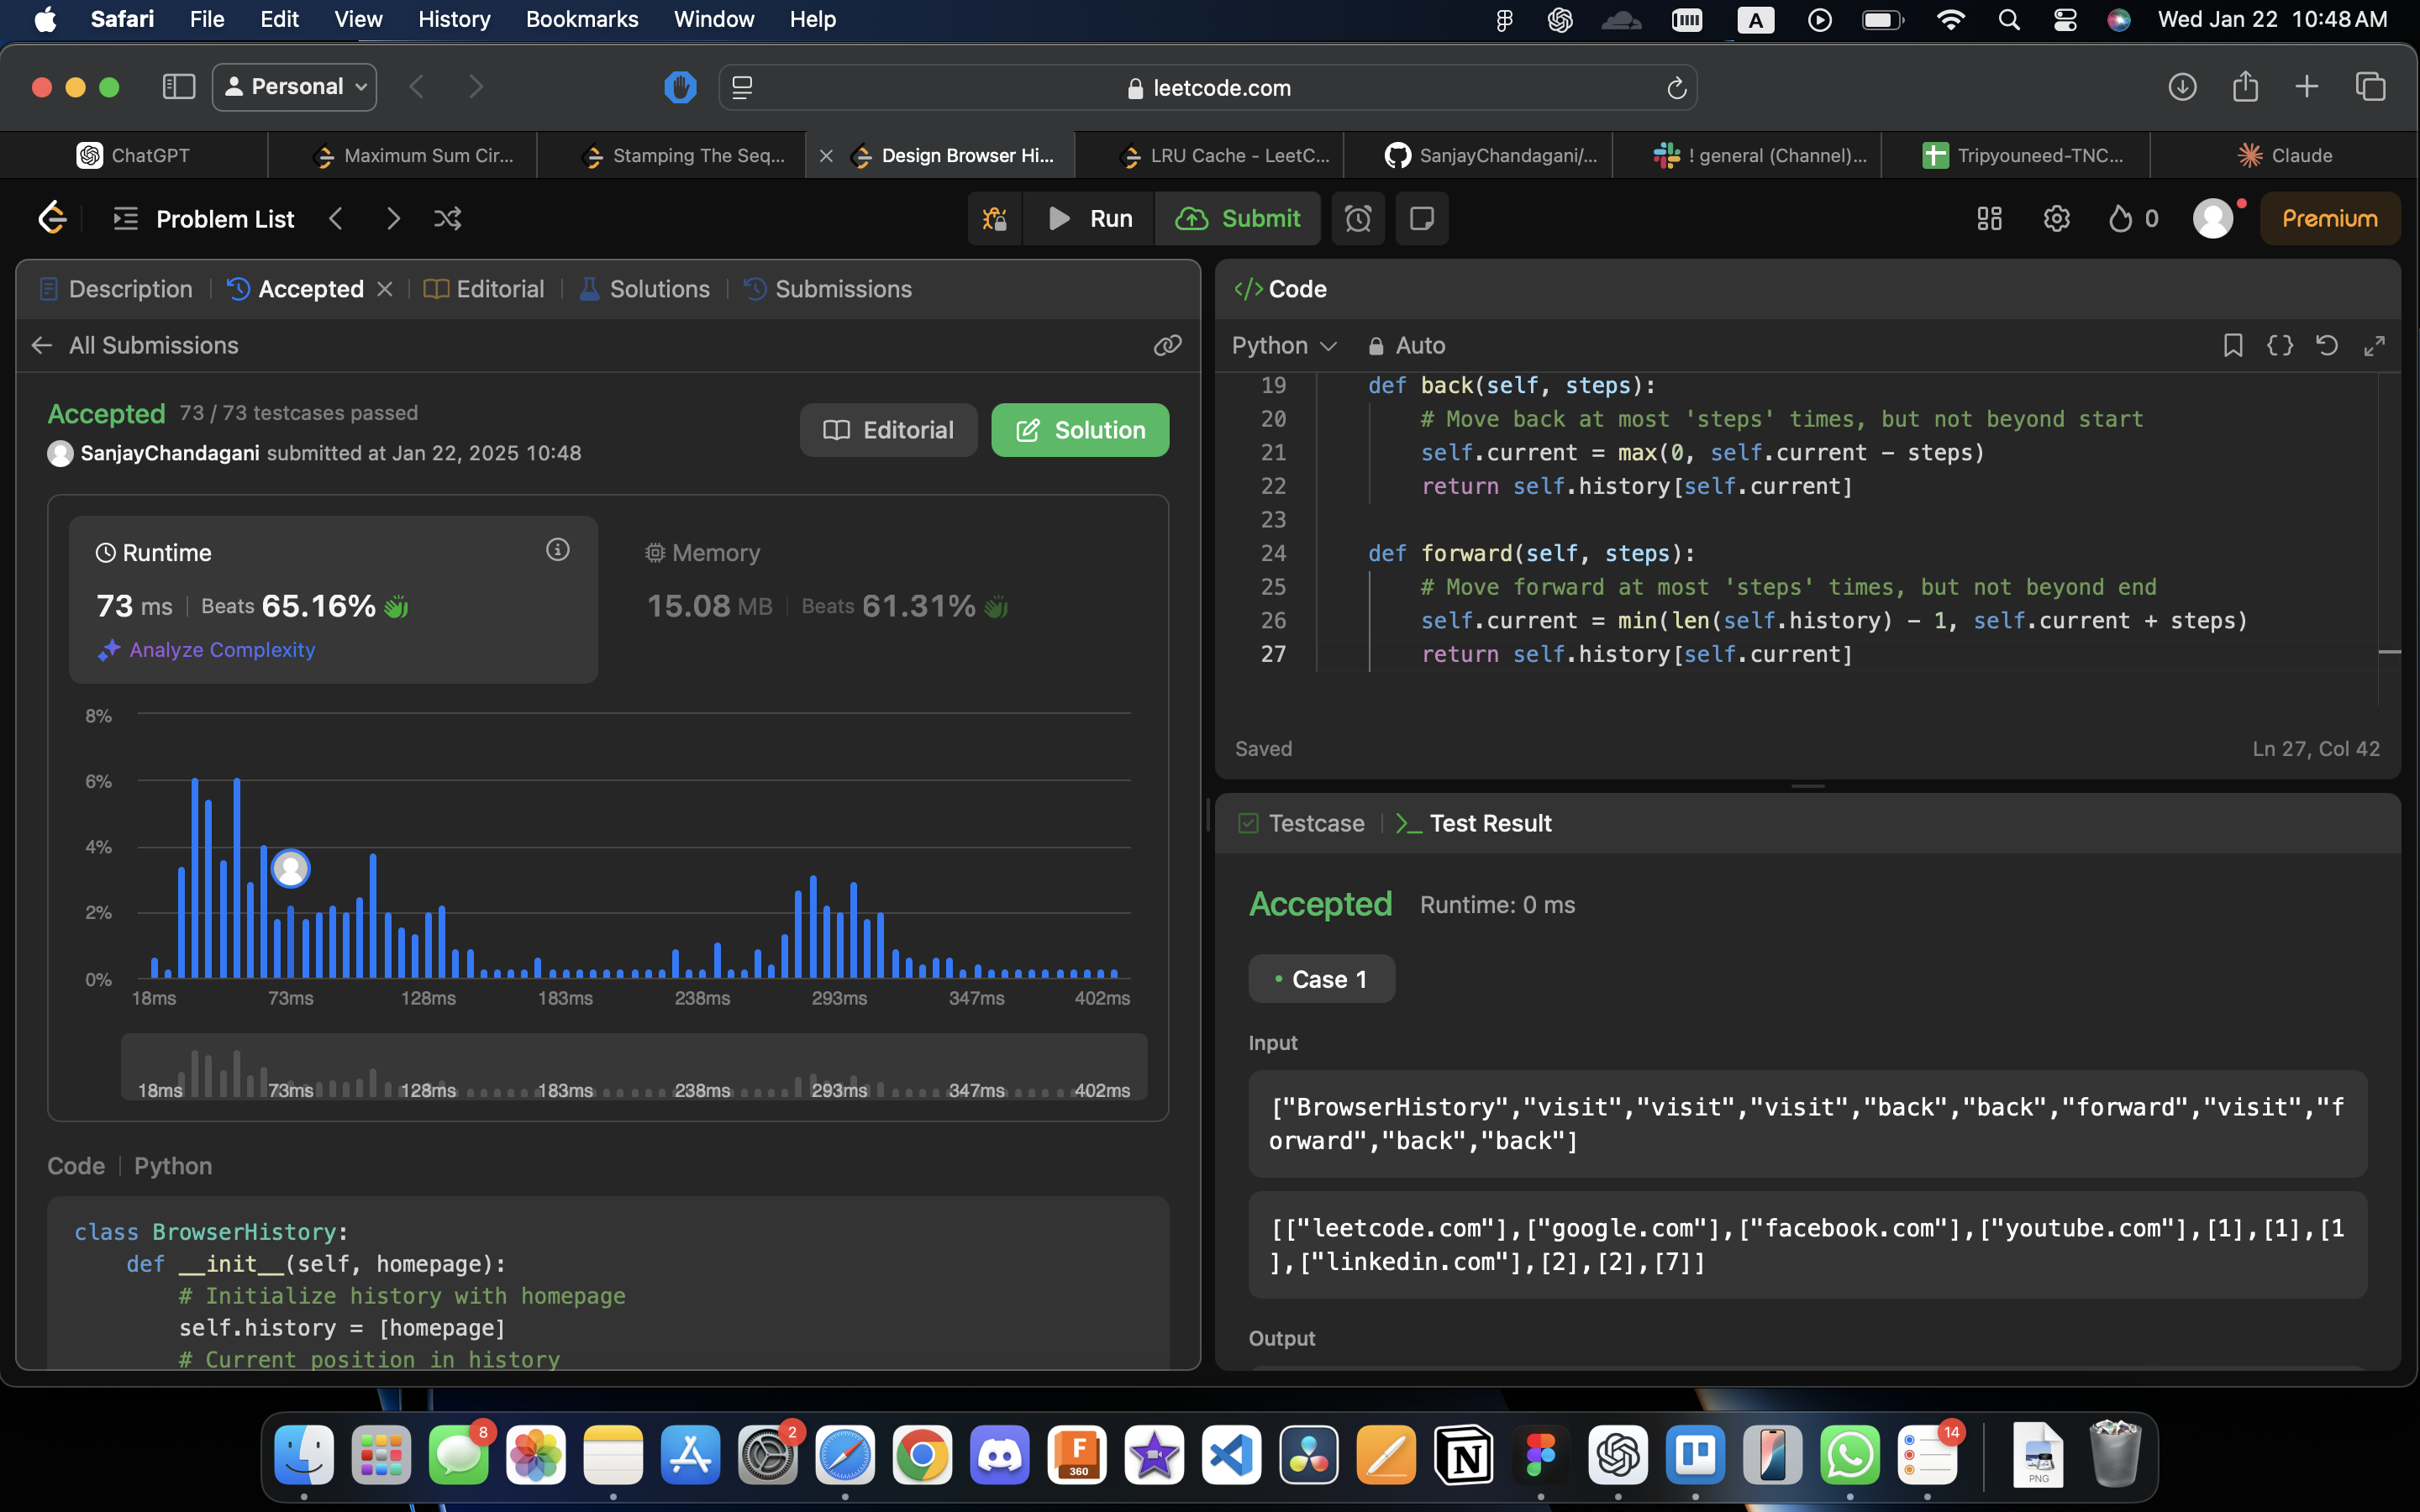 Safari File Edit View History Bookmarks Window Help A Wed Jan 22 10:48 AM
Personal leetcode.com
ChatGPT Maximum Sum Cir... Stamping The Seq... Design Browser Hi... LRU Cache - LeetC... SanjayChandagani/... ! general (Channel)... Tripyouneed-TNC... Claude
Problem List Run Submit 0 Premium
Description Accepted Editorial Solutions Submissions
All Submissions
Accepted 73 / 73 testcases passed
SanjayChandagani submitted at Jan 22, 2025 10:48
Editorial Solution
Runtime
73 ms Beats 65.16%
Analyze Complexity
Memory
15.08 MB Beats 61.31%
8%
6%
4%
2%
0%
18ms 73ms 128ms 183ms 238ms 293ms 347ms 402ms
18ms 73ms 128ms 183ms 238ms 293ms 347ms 402ms
Code Python
class BrowserHistory:
def __init__(self, homepage):
# Initialize history with homepage
self.history = [homepage]
# Current position in history
</> Code
Python Auto
19 def back(self, steps):
20 # Move back at most 'steps' times, but not beyond start
21 self.current = max(0, self.current - steps)
22 return self.history[self.current]
23
24 def forward(self, steps):
25 # Move forward at most 'steps' times, but not beyond end
26 self.current = min(len(self.history) - 1, self.current + steps)
27 return self.history[self.current]
Saved Ln 27, Col 42
Testcase >_ Test Result
Accepted Runtime: 0 ms
Case 1
Input
["BrowserHistory","visit","visit","visit","back","back","forward","visit","f
orward","back","back"]
[["leetcode.com"],["google.com"],["facebook.com"],["youtube.com"],[1],[1],[1
],["linkedin.com"],[2],[2],[7]]
Output
8 2 F 360 N 14 PNG